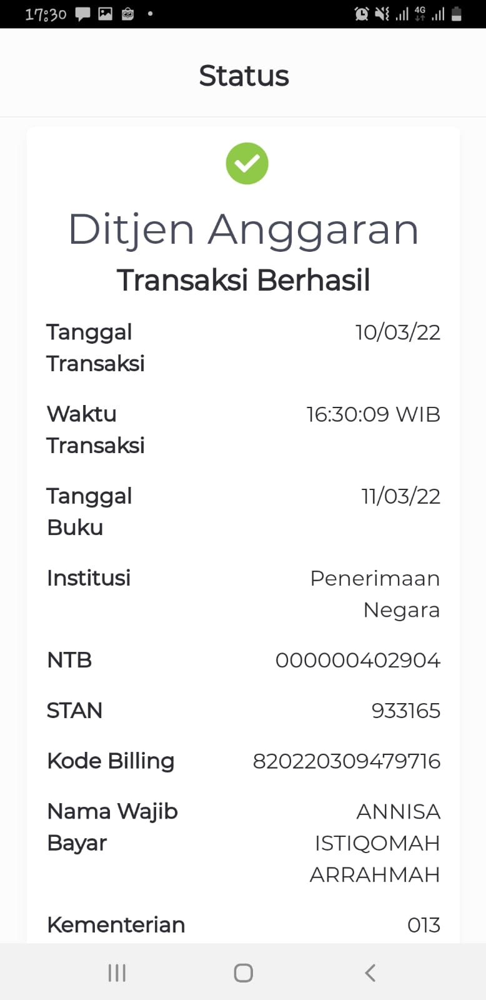 17:30
4G
Status
Ditjen Anggaran
Transaksi Berhasil
Tanggal 10/03/22
Transaksi
Waktu 16:30:09 WIB
Transaksi
Tanggal 11/03/22
Buku
Institusi Penerimaan
Negara
NTB 000000402904
STAN 933165
Kode Billing 820220309479716
Nama Wajib ANNISA
Bayar ISTIQOMAH
ARRAHMAH
Kementerian 013